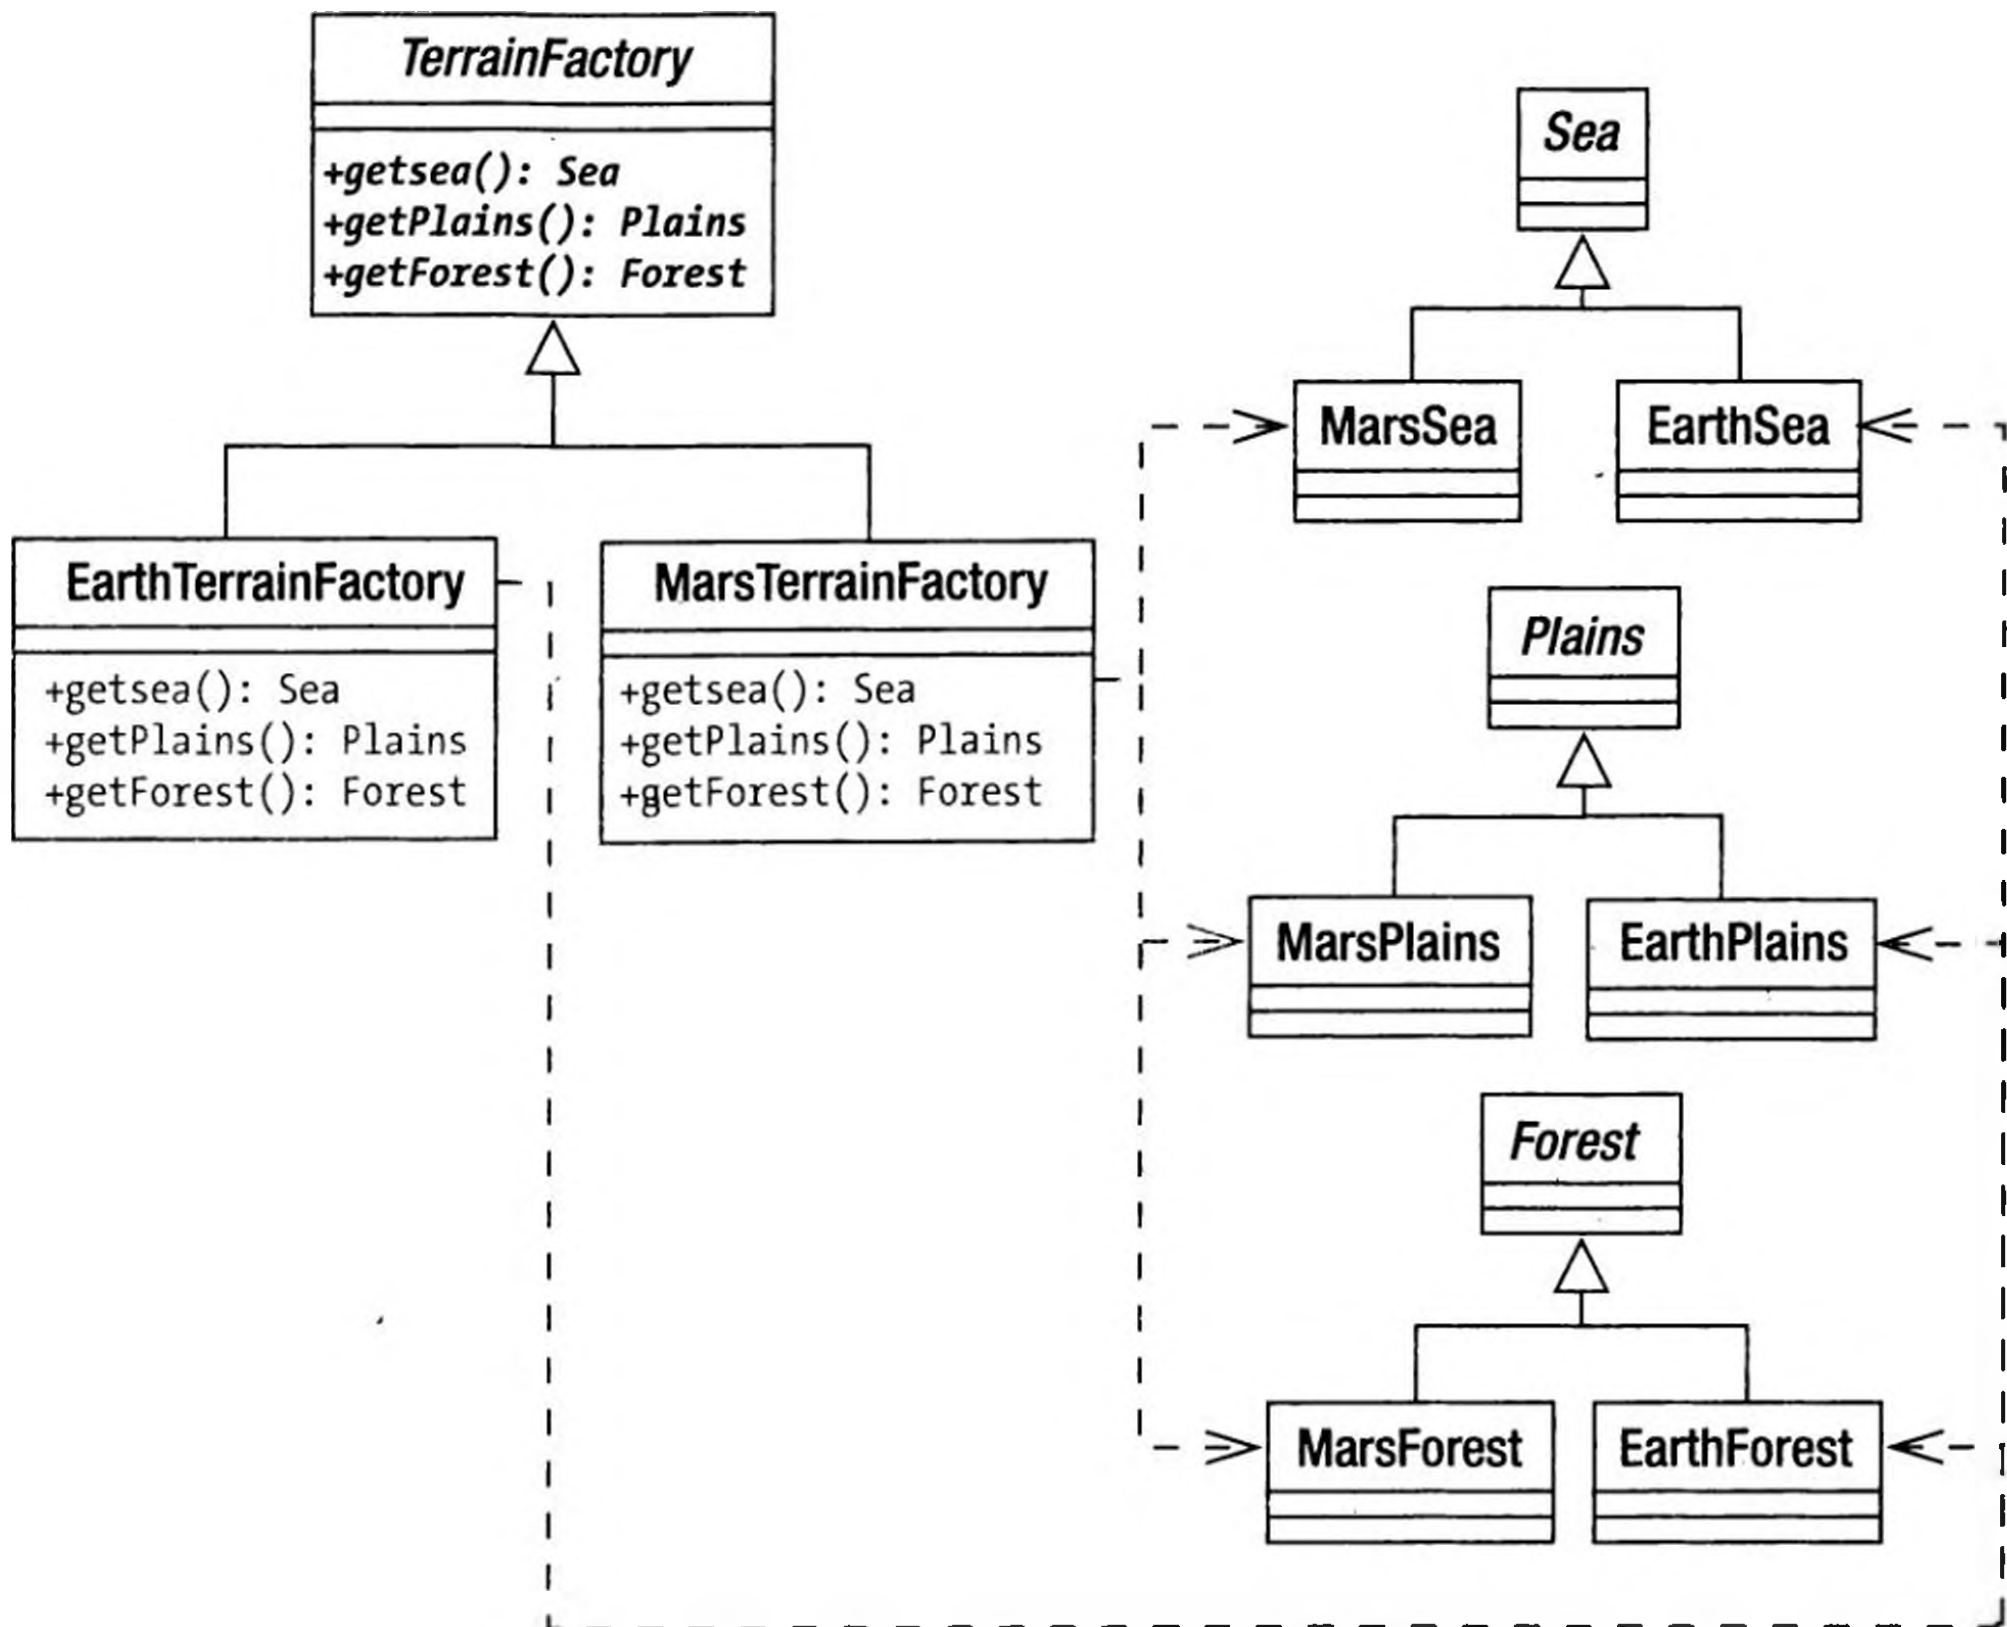 TerrainFactory
+getsea(): Sea
+getPlains(): Plains
+getForest(): Forest
EarthTerrainFactory
+getsea(): Sea
+getPlains(): Plains
+getForest(): Forest
MarsTerrainFactory
+getsea(): Sea
+getPlains(): Plains
+getForest(): Forest
Sea
MarsSea
EarthSea
Plains
MarsPlains
EarthPlains
Forest
MarsForest
EarthForest